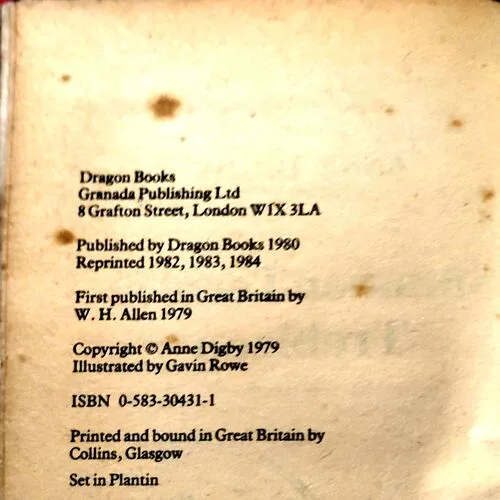 Dragon Books
Granada Publishing Ltd
8 Grafton Street, London W1X 3LA
Published by Dragon Books 1980
Reprinted 1982, 1983, 1984
First published in Great Britain by
W. H. Allen 1979
Copyright © Anne Digby 1979
Illustrated by Gavin Rowe
ISBN 0-583-30431-1
Printed and bound in Great Britain by
Collins, Glasgow
Set in Plantin